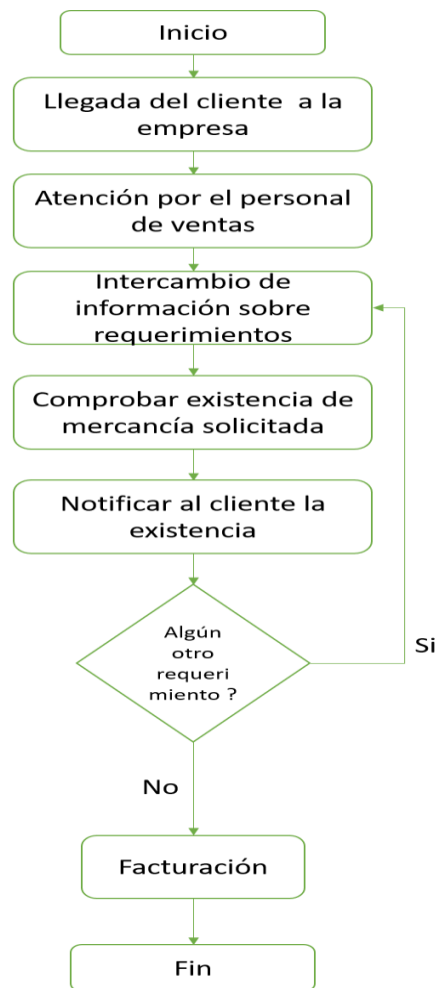 Inicio
Llegada del cliente a la
empresa
Atención por el personal
de ventas
Intercambio de
información sobre
requerimientos
Comprobar existencia de
mercancía solicitada
Notificar al cliente la
existencia
Algún
otro
requeri
miento ?
Si
No
Facturación
Fin